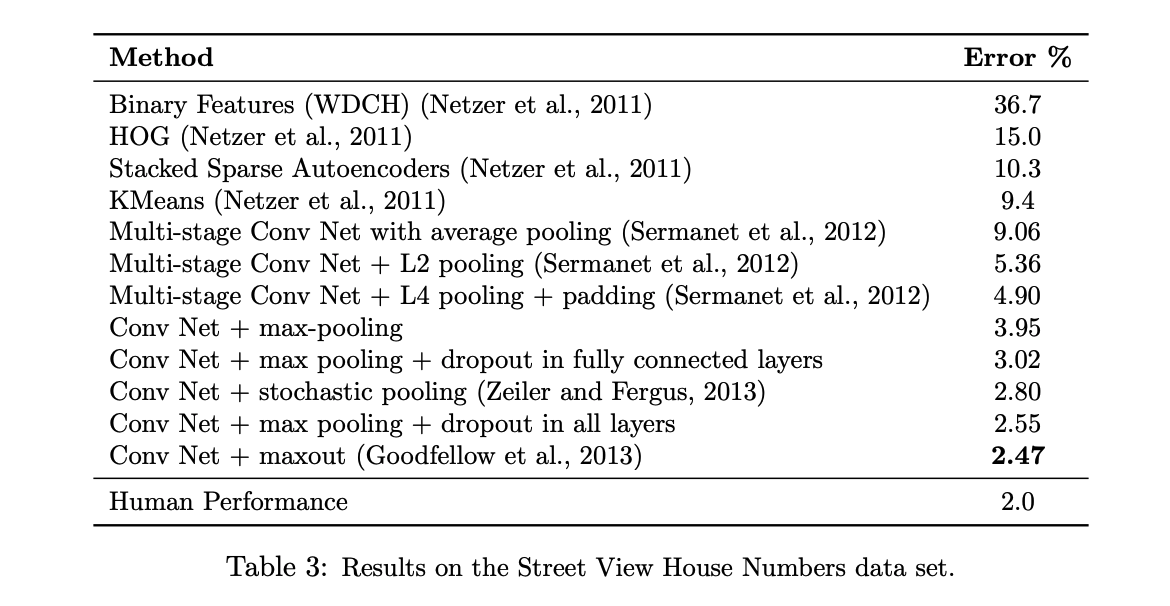 Method Error %
Binary Features (WDCH) (Netzer et al., 2011) 36.7
HOG (Netzer et al., 2011) 15.0
Stacked Sparse Autoencoders (Netzer et al., 2011) 10.3
KMeans (Netzer et al., 2011) 9.4
Multi-stage Conv Net with average pooling (Sermanet et al., 2012) 9.06
Multi-stage Conv Net + L2 pooling (Sermanet et al., 2012) 5.36
Multi-stage Conv Net + L4 pooling + padding (Sermanet et al., 2012) 4.90
Conv Net + max-pooling 3.95
Conv Net + max pooling + dropout in fully connected layers 3.02
Conv Net + stochastic pooling (Zeiler and Fergus, 2013) 2.80
Conv Net + max pooling + dropout in all layers 2.55
Conv Net + maxout (Goodfellow et al., 2013) 2.47
Human Performance 2.0
Table 3: Results on the Street View House Numbers data set.